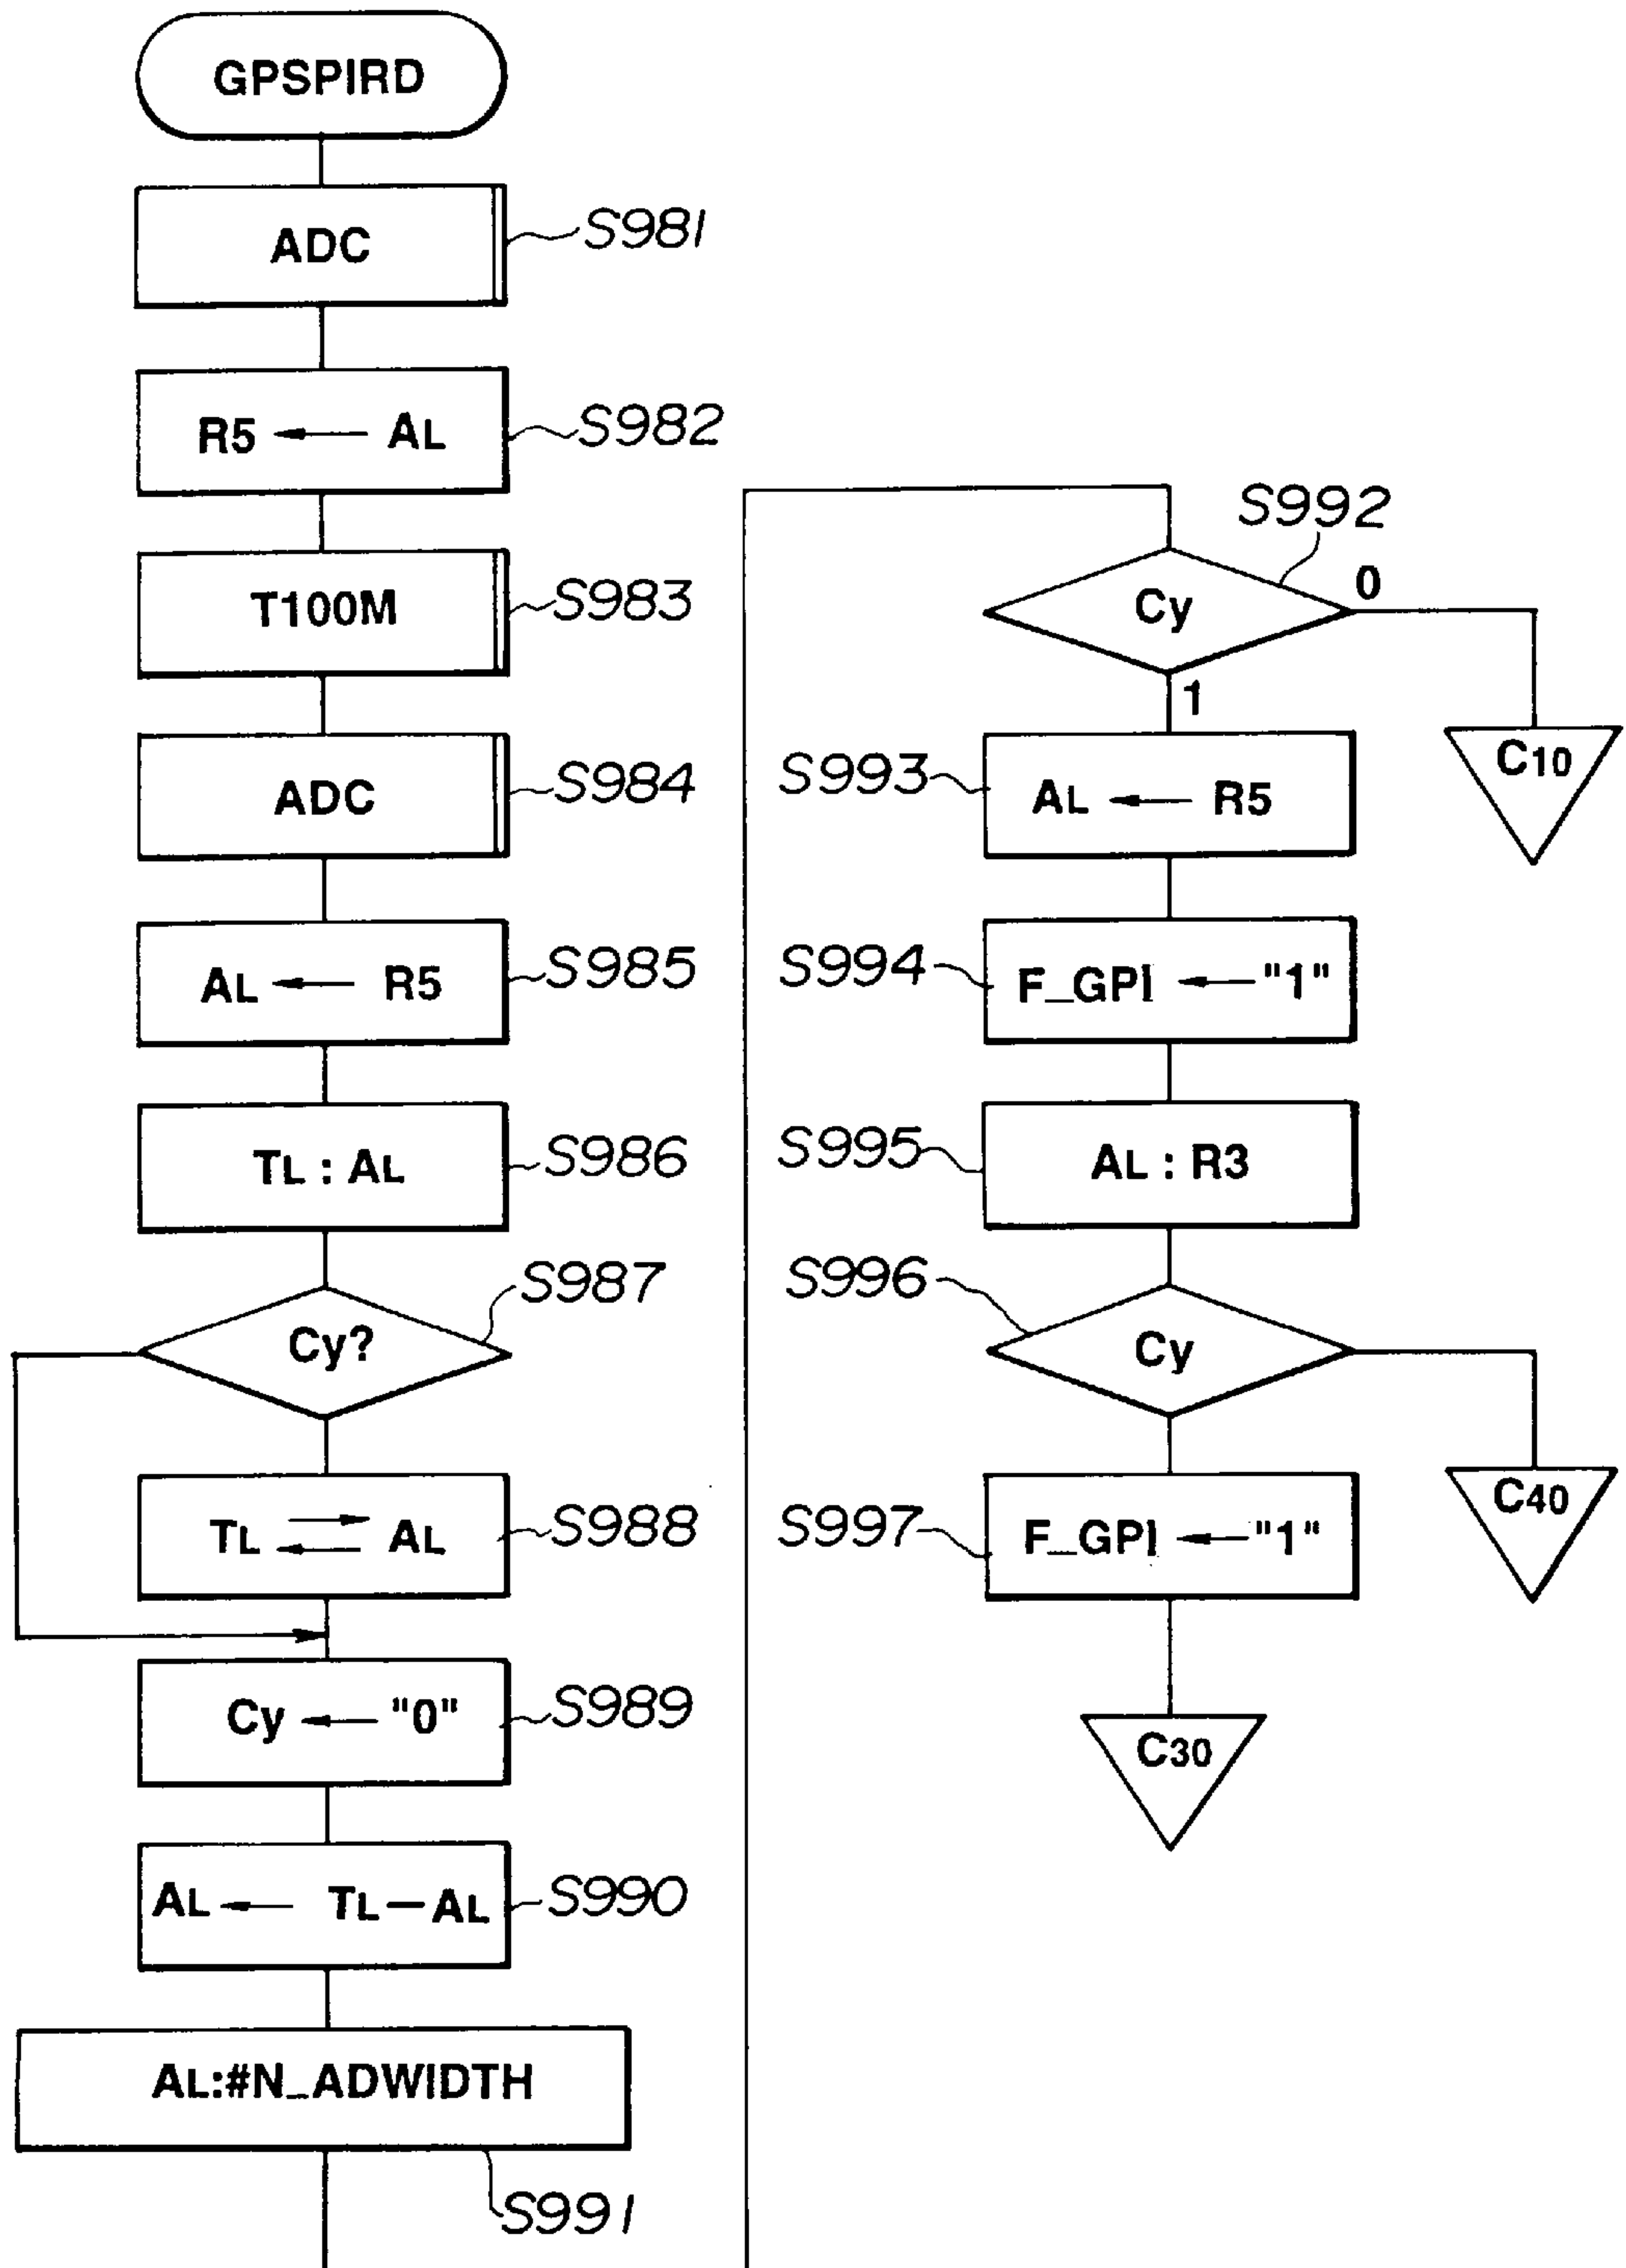 GPSPIRD
ADC
S981
R5 ← AL
S982
T100M
S983
ADC
S984
AL ← R5
S985
TL : AL
S986
Cy?
S987
TL ⇄ AL
S988
Cy ← "0"
S989
AL ← TL — AL
S990
AL:#N_ADWIDTH
S991
S992
Cy
0
1
C10
S993
AL ← R5
S994
F_GPI ← "1"
S995
AL : R3
S996
Cy
C40
S997
F_GPI ← "1"
C30